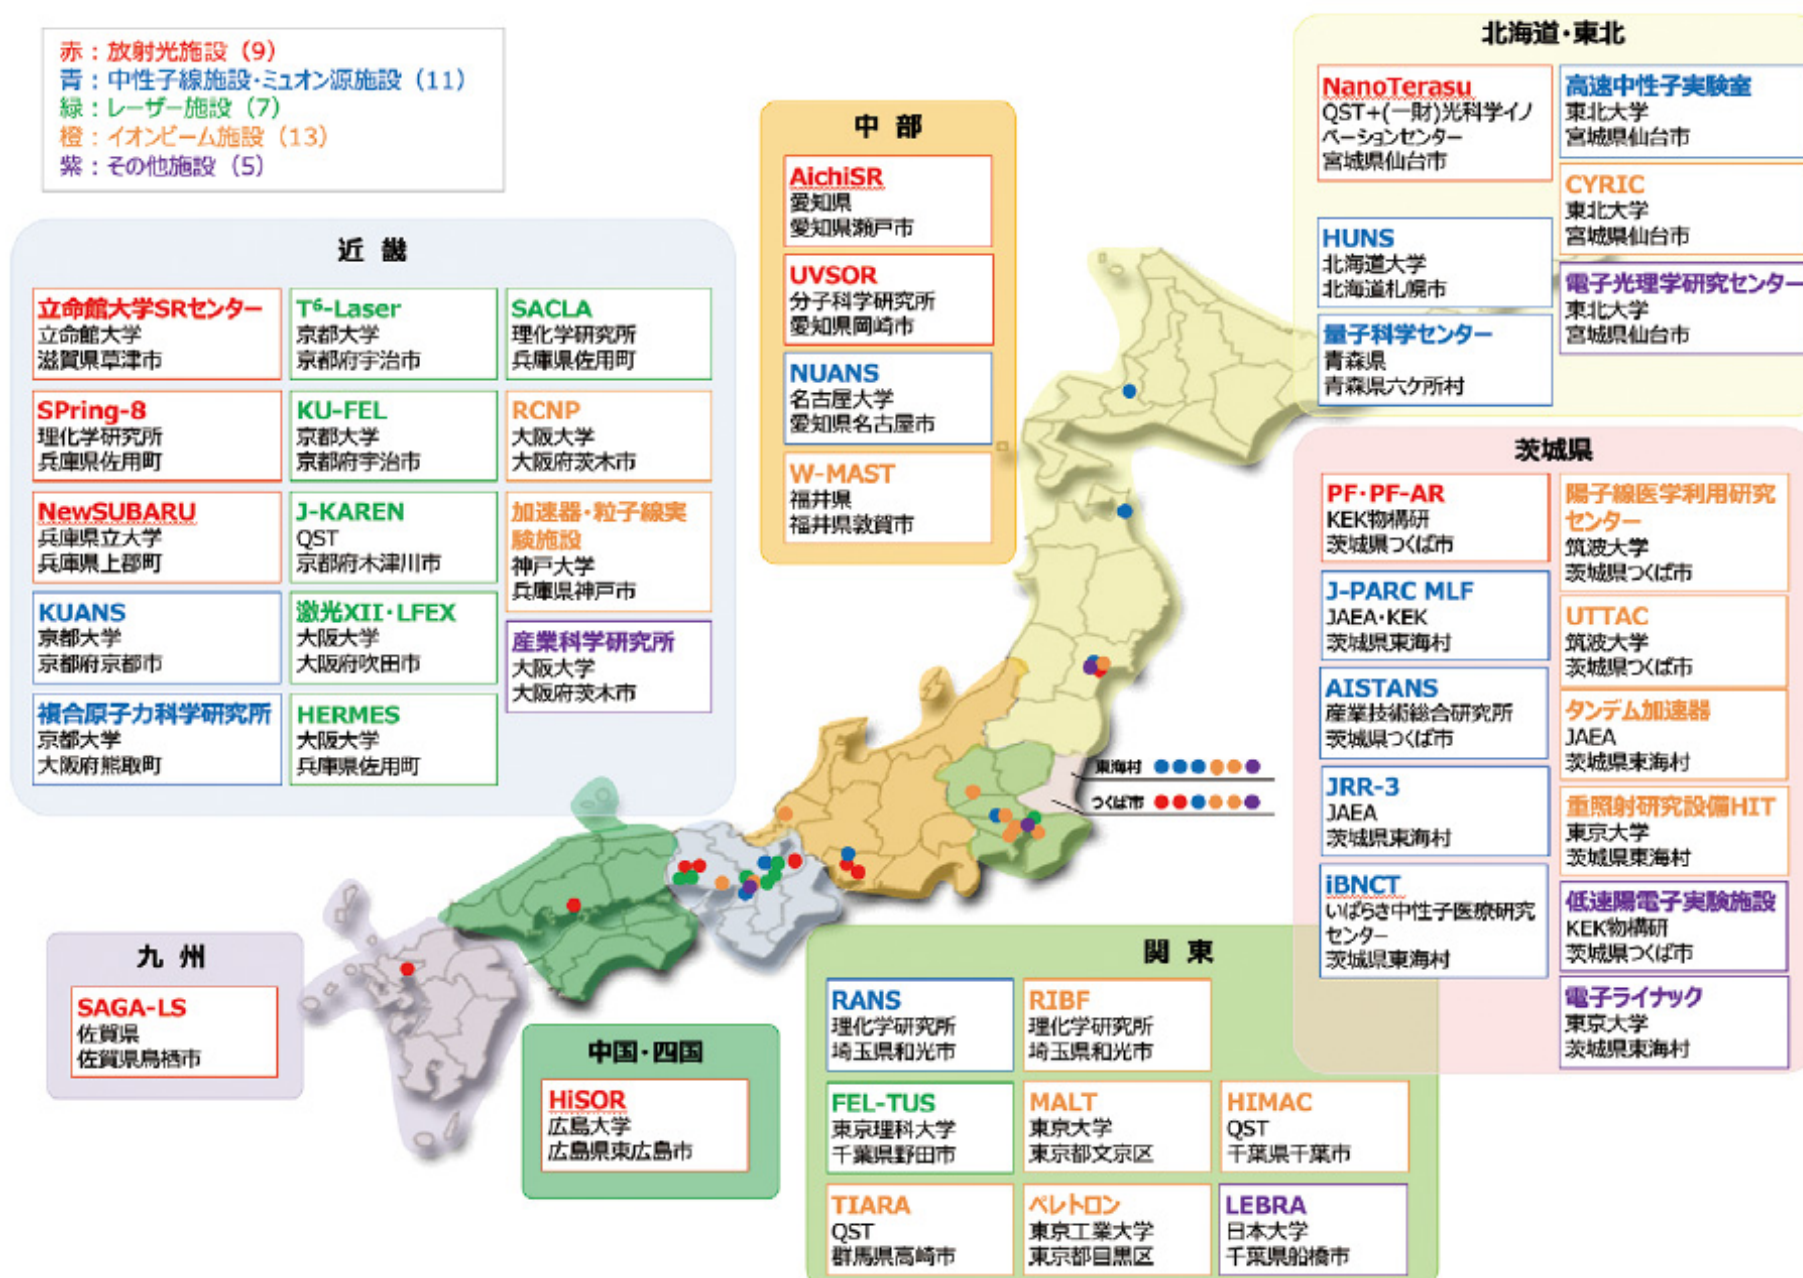 赤：放射光施設（9）
青：中性子線施設・ミュオン源施設（11）
緑：レーザー施設（7）
橙：イオンビーム施設（13）
紫：その他施設（5）
近 畿
立命館大学SRセンター
立命館大学
滋賀県草津市
SPring-8
理化学研究所
兵庫県佐用町
NewSUBARU
兵庫県立大学
兵庫県上郡町
KUANS
京都大学
京都府京都市
複合原子力科学研究所
京都大学
大阪府熊取町
T⁶-Laser
京都大学
京都府宇治市
KU-FEL
京都大学
京都府宇治市
J-KAREN
QST
京都府木津川市
激光XII・LFEX
大阪大学
大阪府吹田市
HERMES
大阪大学
兵庫県佐用町
SACLA
理化学研究所
兵庫県佐用町
RCNP
大阪大学
大阪府茨木市
加速器・粒子線実
験施設
神戸大学
兵庫県神戸市
産業科学研究所
大阪大学
大阪府茨木市
中 部
AichiSR
愛知県
愛知県瀬戸市
UVSOR
分子科学研究所
愛知県岡崎市
NUANS
名古屋大学
愛知県名古屋市
W-MAST
福井県
福井県敦賀市
北海道・東北
NanoTerasu
QST+(一財)光科学イノ
ベーションセンター
宮城県仙台市
HUNS
北海道大学
北海道札幌市
量子科学センター
青森県
青森県六ケ所村
高速中性子実験室
東北大学
宮城県仙台市
CYRIC
東北大学
宮城県仙台市
電子光理学研究センター
東北大学
宮城県仙台市
茨城県
PF・PF-AR
KEK物構研
茨城県つくば市
J-PARC MLF
JAEA・KEK
茨城県東海村
AISTANS
産業技術総合研究所
茨城県つくば市
JRR-3
JAEA
茨城県東海村
iBNCT
いばらき中性子医療研究
センター
茨城県東海村
陽子線医学利用研究
センター
筑波大学
茨城県つくば市
UTTAC
筑波大学
茨城県つくば市
タンデム加速器
JAEA
茨城県東海村
重照射研究設備HIT
東京大学
茨城県東海村
低速陽電子実験施設
KEK物構研
茨城県つくば市
電子ライナック
東京大学
茨城県東海村
東海村
つくば市
九 州
SAGA-LS
佐賀県
佐賀県鳥栖市
中国・四国
HiSOR
広島大学
広島県東広島市
関 東
RANS
理化学研究所
埼玉県和光市
RIBF
理化学研究所
埼玉県和光市
FEL-TUS
東京理科大学
千葉県野田市
MALT
東京大学
東京都文京区
HIMAC
QST
千葉県千葉市
TIARA
QST
群馬県高崎市
ペレトロン
東京工業大学
東京都目黒区
LEBRA
日本大学
千葉県船橋市